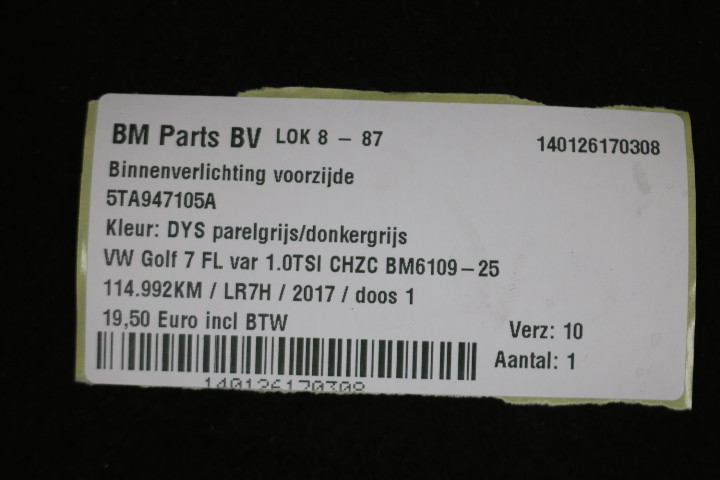 BM Parts BV LOK 8 - 87 140126170308
Binnenverlichting voorzijde
5TA947105A
Kleur: DYS parelgrijs/donkergrijs
VW Golf 7 FL var 1.0TSI CHZC BM6109-25
114.992KM / LR7H / 2017 / doos 1
19,50 Euro incl BTW Verz: 10
Aantal: 1
140126170308